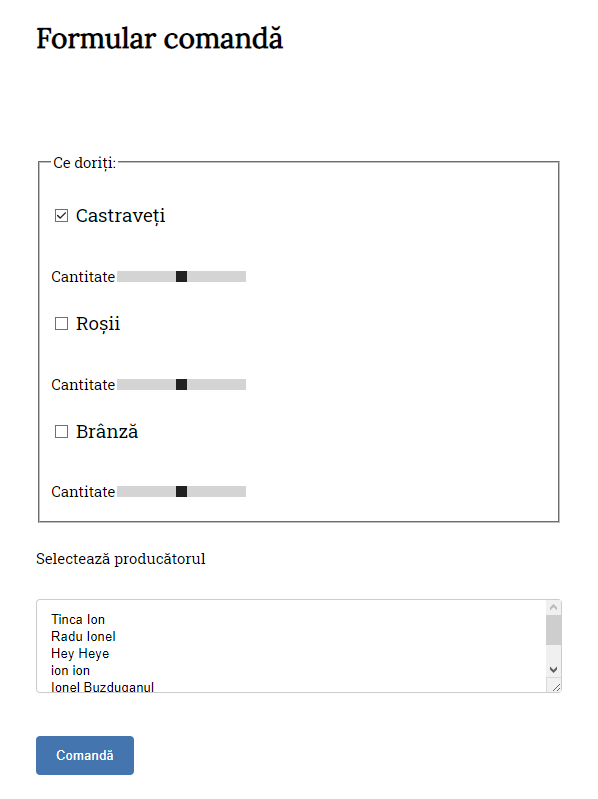 Formular comandă
Ce doriți:
Castraveți
Cantitate
Roșii
Cantitate
Brânză
Cantitate
Selectează producătorul
Tinca Ion
Radu Ionel
Hey Heye
ion ion
Ionel Buzduganul
Comandă